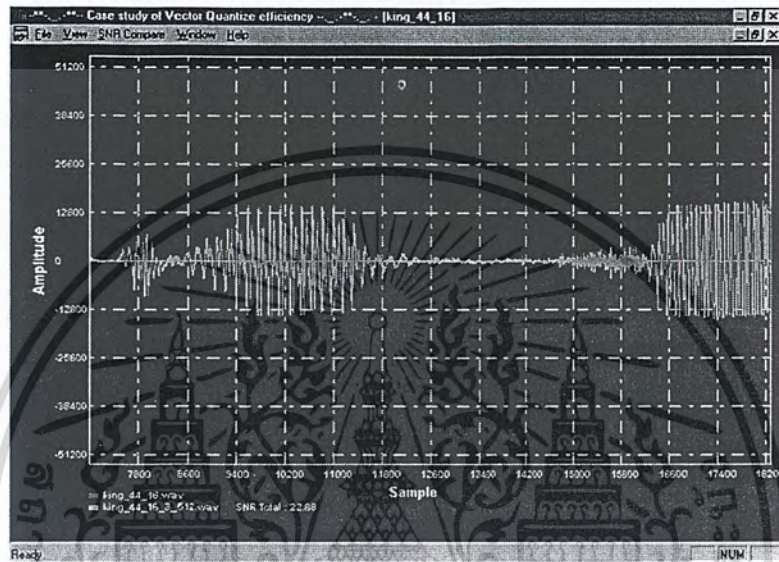 Case study of Vector Quantize efficiency - [king_44_16]
File View SNR Compare Window Help
51200
38400
25600
12800
0
-12800
-25600
-38400
-51200
Amplitude
7800 8600 9400 10200 11000 11800 12600 13400 14200 15000 15800 16600 17400 1820
Sample
king_44_16.wav
king_44_16_3_512.wav SNR Total : 22.88
Ready
NUM